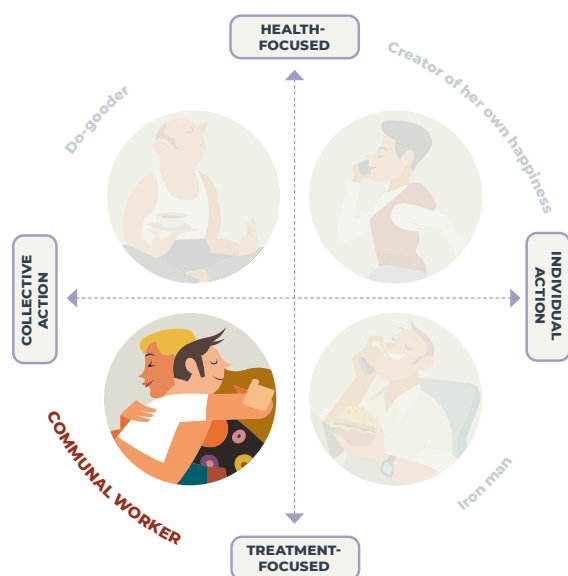 HEALTH-
FOCUSED
Do-gooder
Creator of her own happiness
COLLECTIVE
ACTION
INDIVIDUAL
ACTION
COMMUNAL WORKER
Iron man
TREATMENT-
FOCUSED